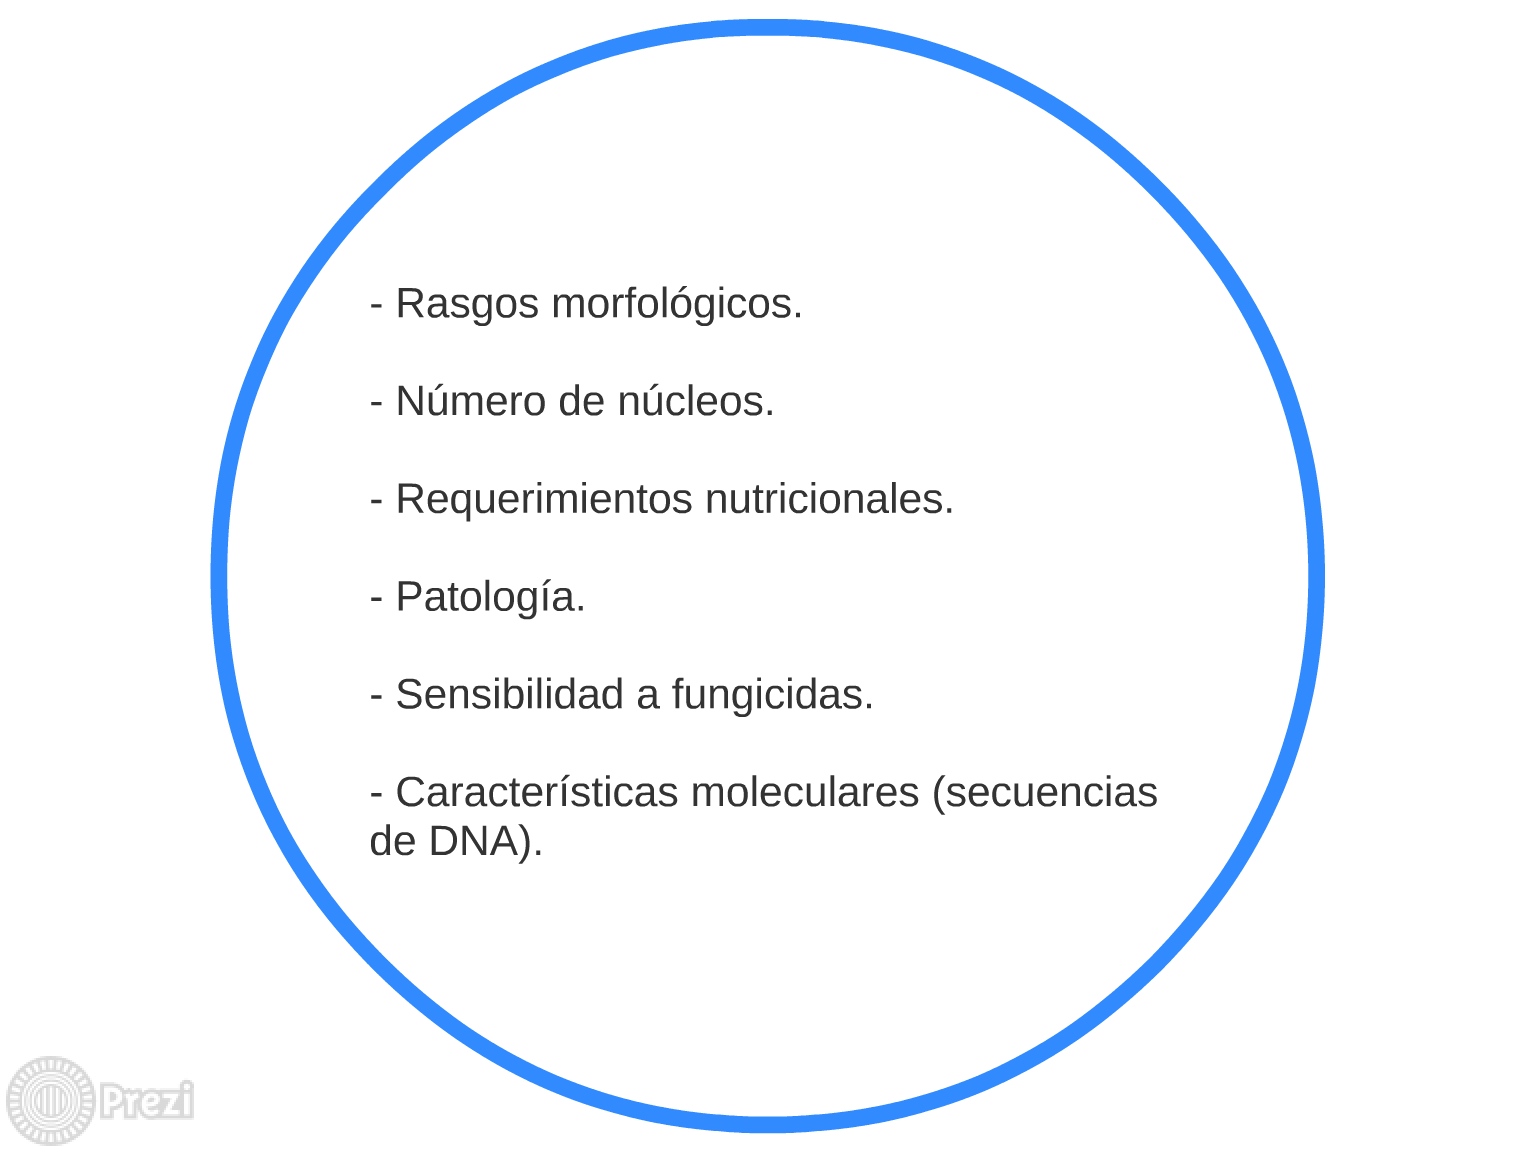 - Rasgos morfológicos.
- Número de núcleos.
- Requerimientos nutricionales.
- Patología.
- Sensibilidad a fungicidas.
- Características moleculares (secuencias
de DNA).
Prezi